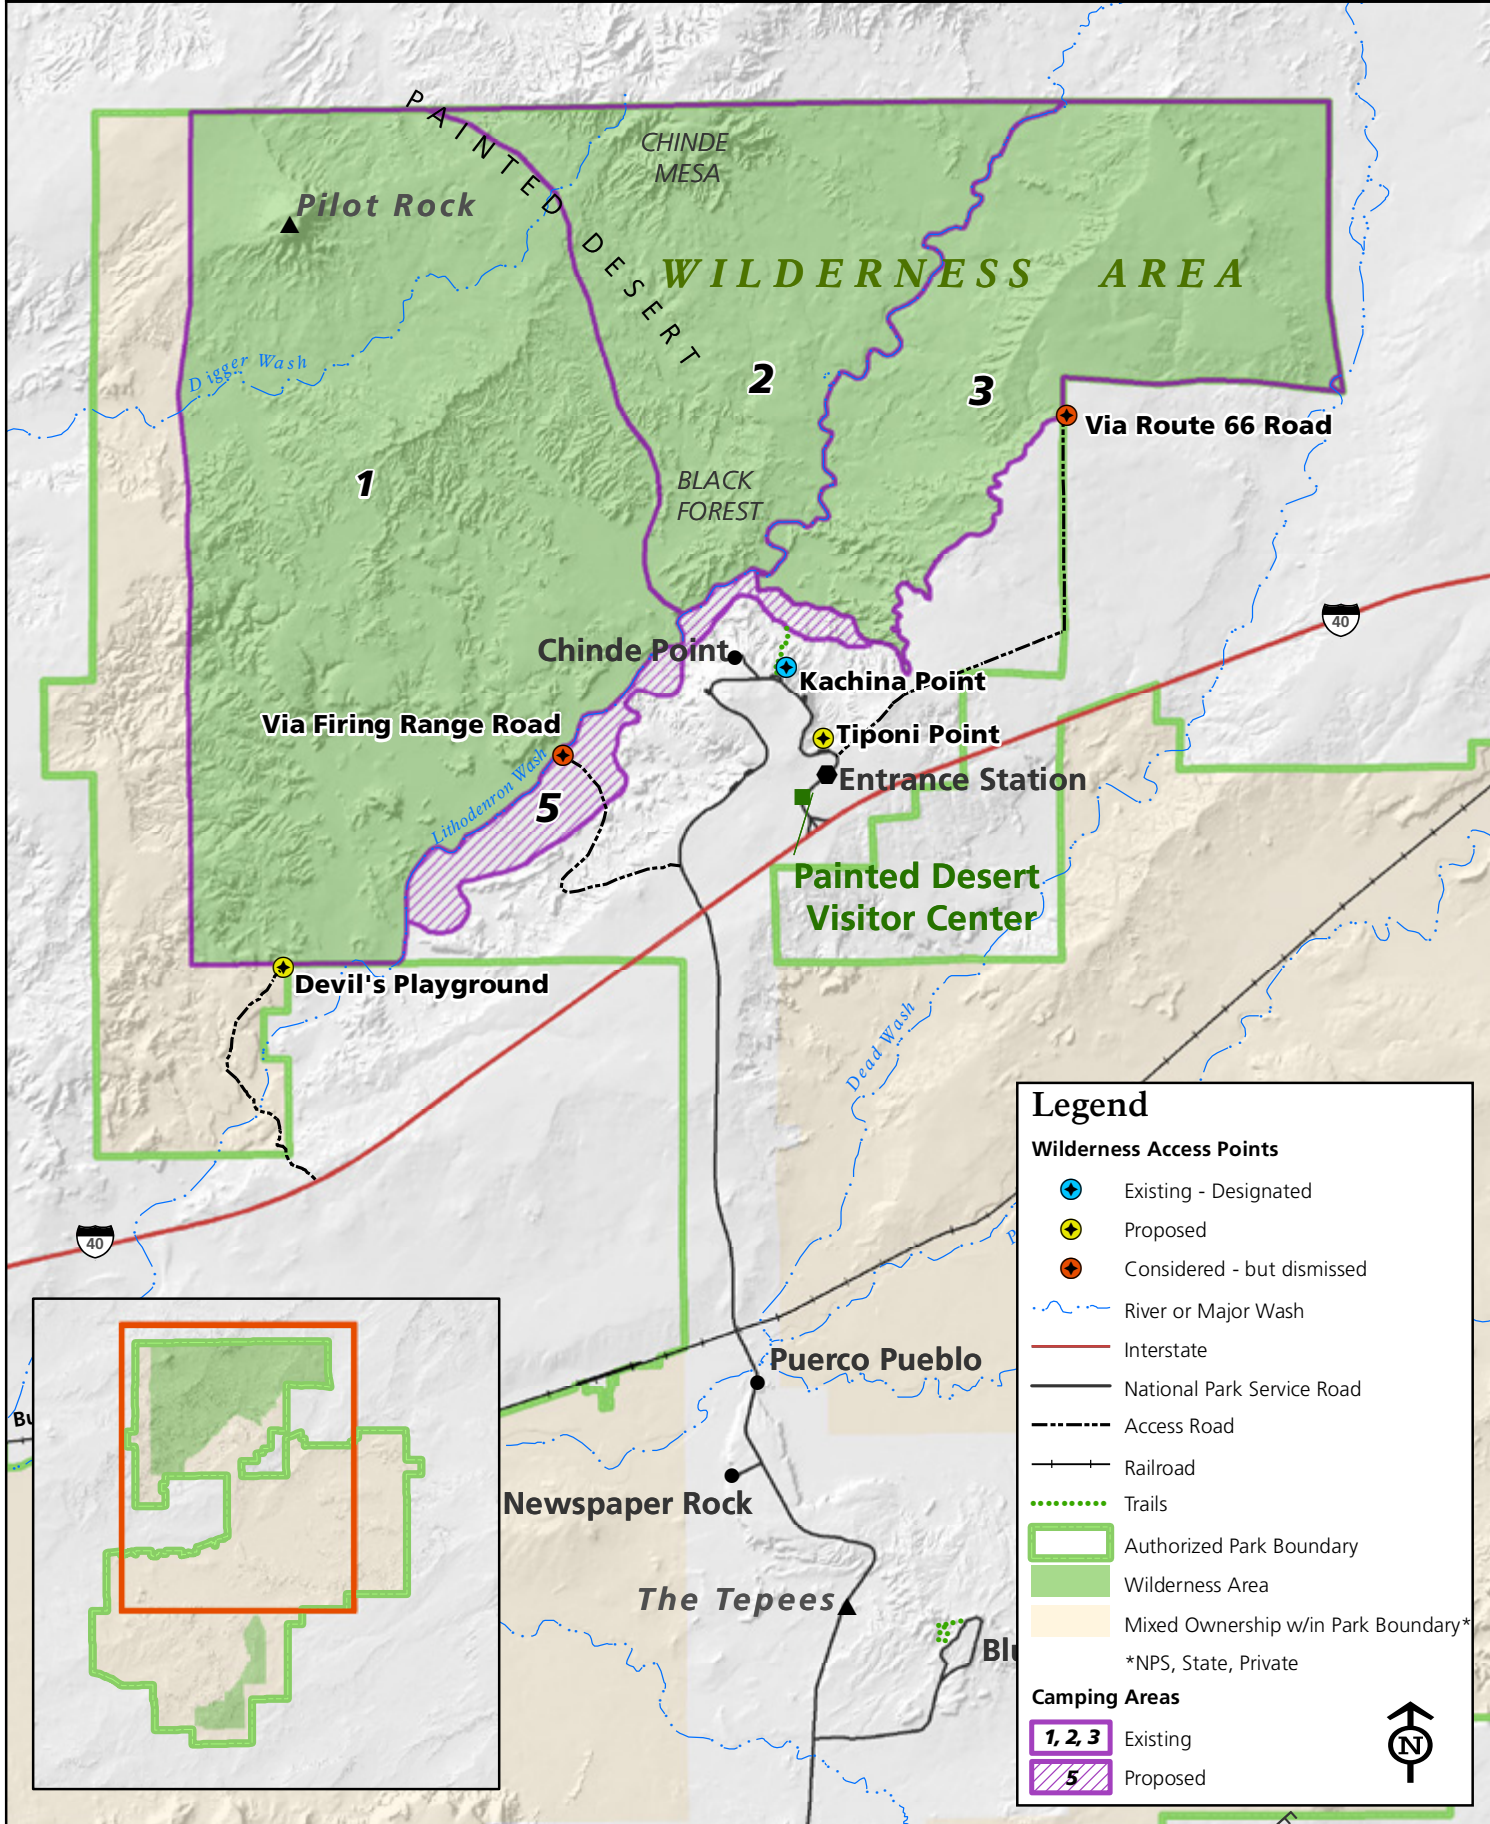 PAINTED DESERT
CHINDE
MESA
Pilot Rock
WILDERNESS AREA
Digger Wash
2
3
Via Route 66 Road
1
BLACK
FOREST
40
Chinde Point
Kachina Point
Via Firing Range Road
Tiponi Point
Entrance Station
Lithodenron Wash
5
Painted Desert
Visitor Center
Devil's Playground
Dead Wash
40
Puerco Pueblo
Newspaper Rock
The Tepees
Legend
Wilderness Access Points
Existing - Designated
Proposed
Considered - but dismissed
River or Major Wash
Interstate
National Park Service Road
Access Road
Railroad
Trails
Authorized Park Boundary
Wilderness Area
Mixed Ownership w/in Park Boundary*
*NPS, State, Private
Camping Areas
1, 2, 3 Existing
5 Proposed
N